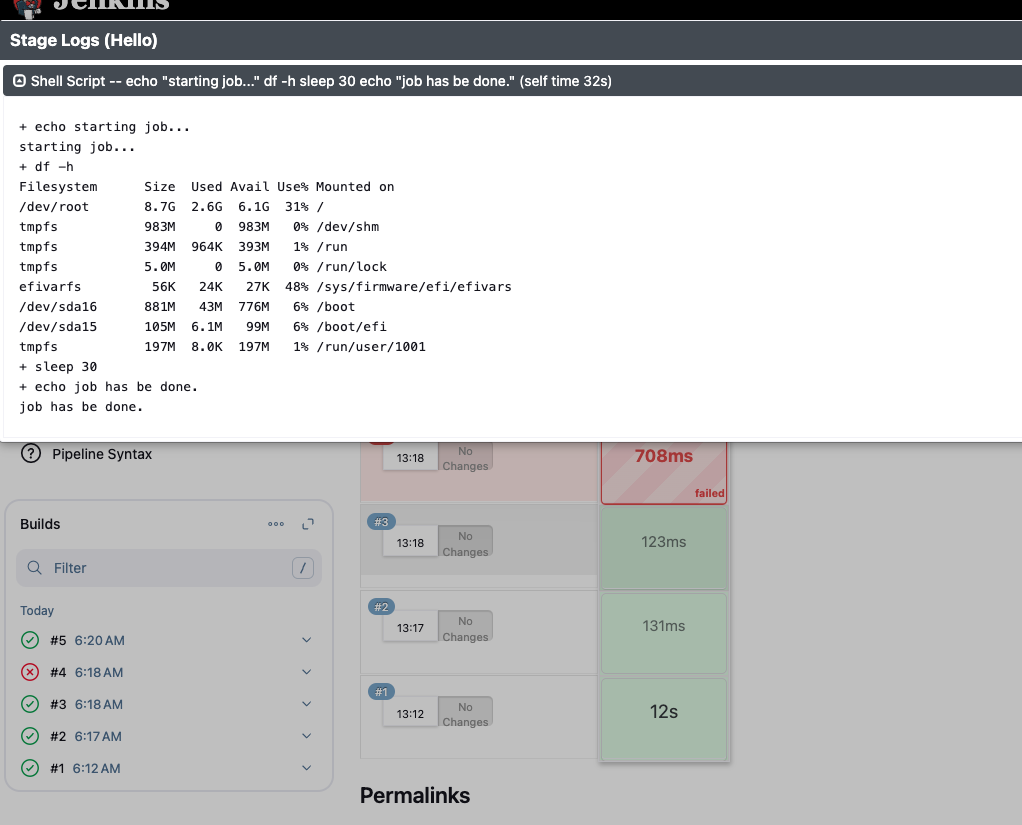 Jenkins
Stage Logs (Hello)
Shell Script -- echo "starting job..." df -h sleep 30 echo "job has be done." (self time 32s)
+ echo starting job...
starting job...
+ df -h
Filesystem      Size  Used Avail Use% Mounted on
/dev/root       8.7G  2.6G  6.1G  31% /
tmpfs           983M     0  983M   0% /dev/shm
tmpfs           394M  964K  393M   1% /run
tmpfs           5.0M     0  5.0M   0% /run/lock
efivarfs         56K   24K   27K  48% /sys/firmware/efi/efivars
/dev/sda16      881M   43M  776M   6% /boot
/dev/sda15      105M  6.1M   99M   6% /boot/efi
tmpfs           197M  8.0K  197M   1% /run/user/1001
+ sleep 30
+ echo job has be done.
job has be done.
Pipeline Syntax
Builds
Filter /
Today
#5 6:20 AM
#4 6:18 AM
#3 6:18 AM
#2 6:17 AM
#1 6:12 AM
13:18
No
Changes
708ms
failed
#3
13:18
No
Changes
123ms
#2
13:17
No
Changes
131ms
#1
13:12
No
Changes
12s
Permalinks